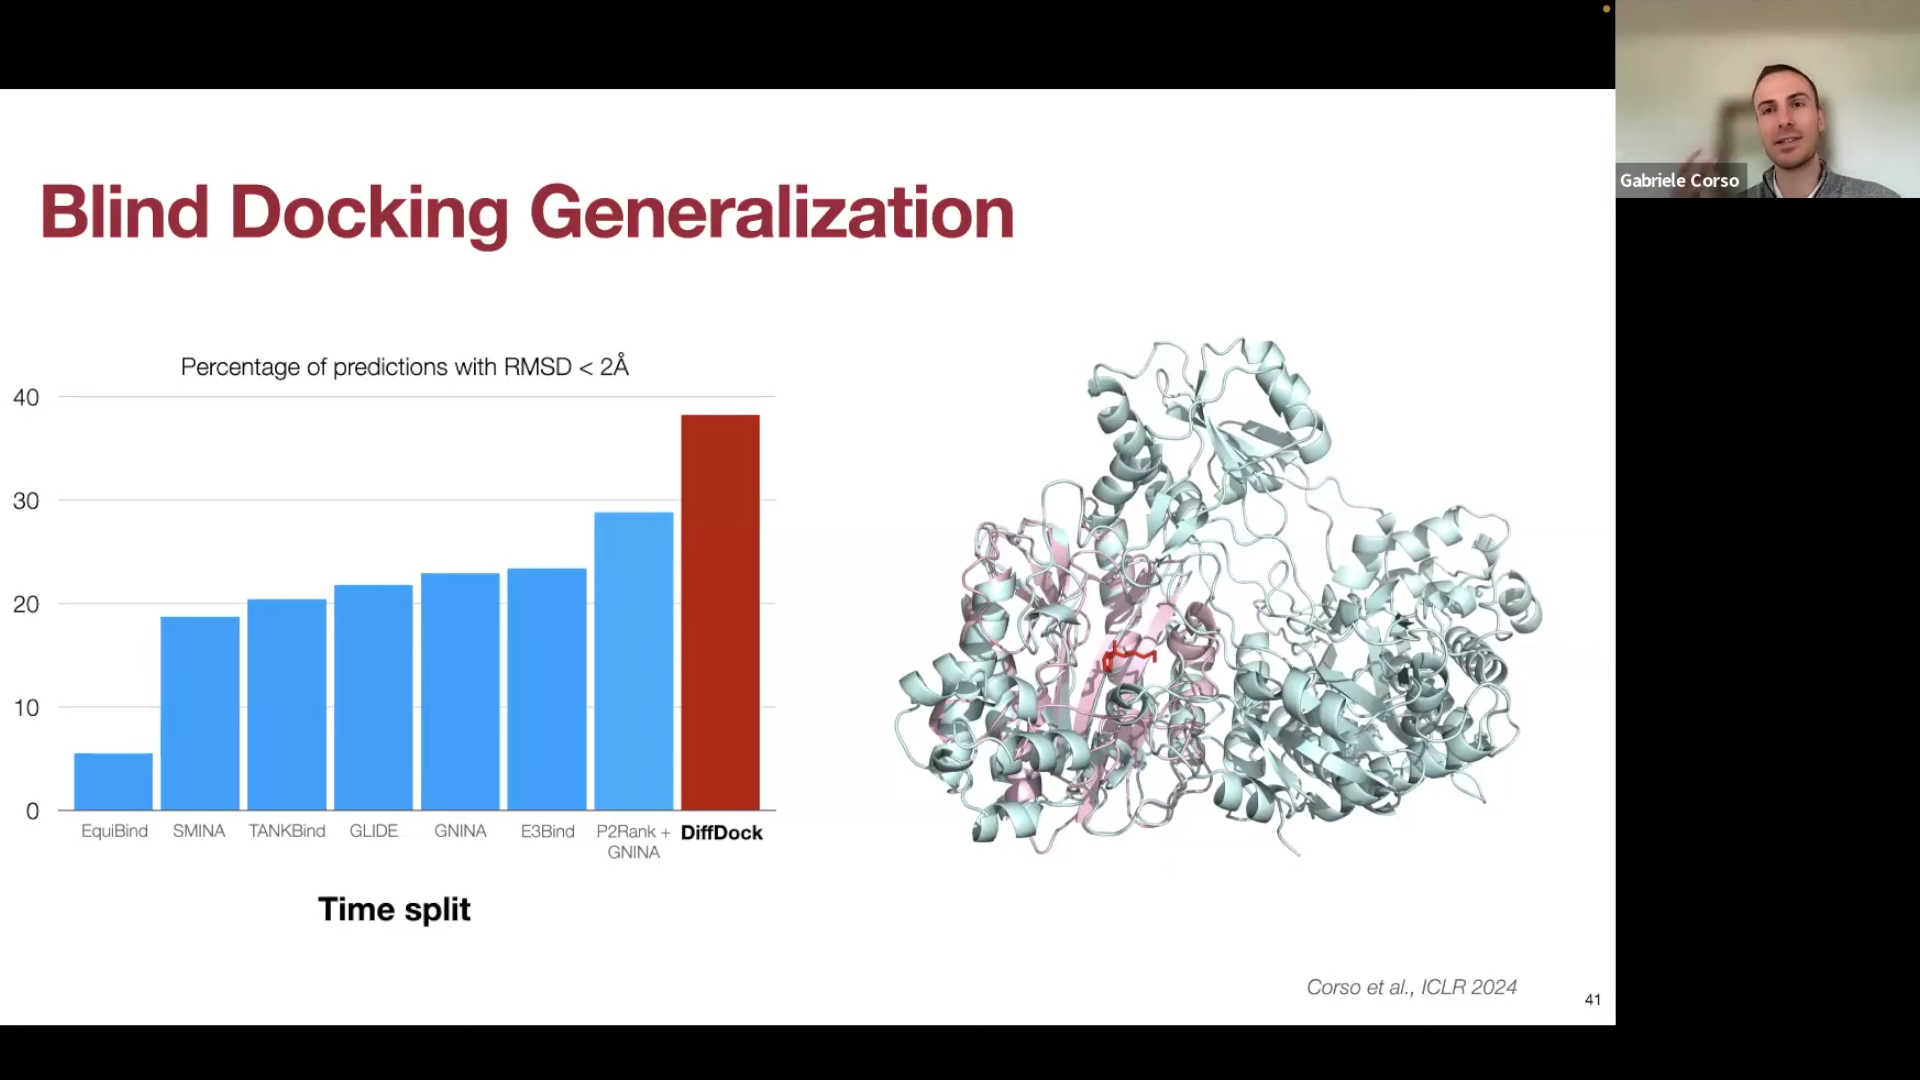 Gabriele Corso
Blind Docking Generalization
Percentage of predictions with RMSD < 2Å
40
30
20
10
0
EquiBind SMINA TANKBind GLIDE GNINA E3Bind P2Rank + DiffDock
GNINA
Time split
Corso et al., ICLR 2024
41